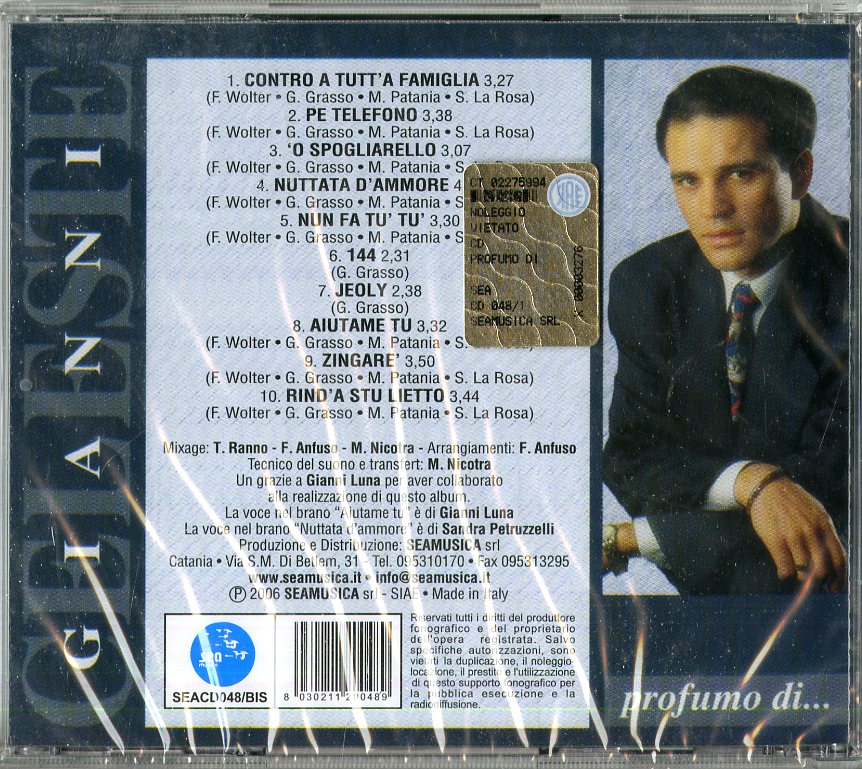 GIANNI
CELESTE
1. CONTRO A TUTT'A FAMIGLIA 3,27
(F. Wolter • G. Grasso • M. Patania • S. La Rosa)
2. PE TELEFONO 3,38
(F. Wolter • G. Grasso • M. Patania • S. La Rosa)
3. 'O SPOGLIARELLO 3,07
(F. Wolter • G. Grasso • M. Patania • S. La Rosa)
4. NUTTATA D'AMMORE 4
(F. Wolter • G. Grasso • M. Patania • S.
5. NUN FA TU' TU' 3,30
(F. Wolter • G. Grasso • M. Patania • S.
6. 144 2,31
(G. Grasso)
7. JEOLY 2,38
(G. Grasso)
8. AIUTAME TU 3,32
(F. Wolter • G. Grasso • M. Patania • S. La Rosa)
9. ZINGARE' 3,50
(F. Wolter • G. Grasso • M. Patania • S. La Rosa)
10. RIND'A STU LIETTO 3,44
(F. Wolter • G. Grasso • M. Patania • S. La Rosa)
Mixage: T. Ranno - F. Anfuso - M. Nicotra - Arrangiamenti: F. Anfuso
Tecnico del suono e transfert: M. Nicotra
Un grazie a Gianni Luna per aver collaborato
alla realizzazione di questo album.
La voce nel brano "Aiutame tu" è di Gianni Luna
La voce nel brano "Nuttata d'ammore" è di Sandra Petruzzelli
Produzione e Distribuzione: SEAMUSICA srl
Catania • Via S.M. Di Betlem, 31 - Tel. 095310170 • Fax 095313295
www.seamusica.it • info@seamusica.it
Ⓟ 2006 SEAMUSICA srl - SIAE • Made in Italy
sea
musica
SEACD048/BIS
8 030211 200489
Riservati tutti i diritti del produttore
fonografico e del proprietario
dell'opera registrata. Salvo
specifiche autorizzazioni, sono
vietati la duplicazione, il noleggio-
locazione, il prestito e l'utilizzazione
di questo supporto fonografico per
la pubblica esecuzione e la
radiodiffusione.
CT 02275994
NOLEGGIO
VIETATO
CD
PROFUMO DI
SEA
CD 048/1
SEAMUSICA SRL
X 00003276
profumo di...